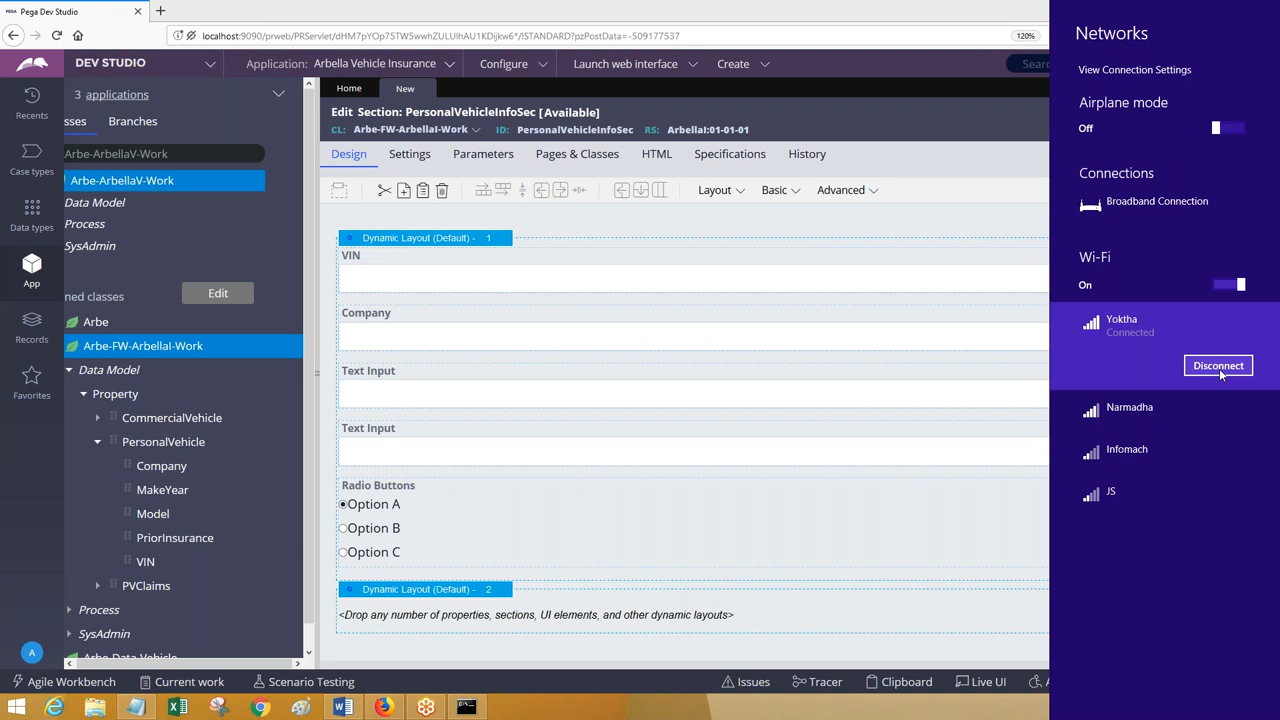 Pega Dev Studio
localhost:9090/prweb/PRServlet/dHM7pYOp75TW5wwhZULUlhAU1KDijkw6*/!STANDARD?pzPostData=-509177537
120%
DEV STUDIO
Application: Arbella Vehicle Insurance
Configure
Launch web interface
Create
Searc
Recents
Case types
Data types
App
Records
Favorites
A
3 applications
sses
Branches
Arbe-ArbellaV-Work
Arbe-ArbellaV-Work
Data Model
Process
SysAdmin
ned classes
Edit
Arbe
Arbe-FW-ArbellaI-Work
Data Model
Property
CommercialVehicle
PersonalVehicle
Company
MakeYear
Model
PriorInsurance
VIN
PVClaims
Process
SysAdmin
Arbe-Data-Vehicle
Home
New
Edit Section: PersonalVehicleInfoSec [Available]
CL: Arbe-FW-ArbellaI-Work ID: PersonalVehicleInfoSec RS: ArbellaI:01-01-01
Design
Settings
Parameters
Pages & Classes
HTML
Specifications
History
Layout
Basic
Advanced
Dynamic Layout (Default) - 1
VIN
Company
Text Input
Text Input
Radio Buttons
Option A
Option B
Option C
Dynamic Layout (Default) - 2
<Drop any number of properties, sections, UI elements, and other dynamic layouts>
Agile Workbench
Current work
Scenario Testing
Issues
Tracer
Clipboard
Live UI
A
Networks
View Connection Settings
Airplane mode
Off
Connections
Broadband Connection
Wi-Fi
On
Yoktha
Connected
Disconnect
Narmadha
Infomach
JS